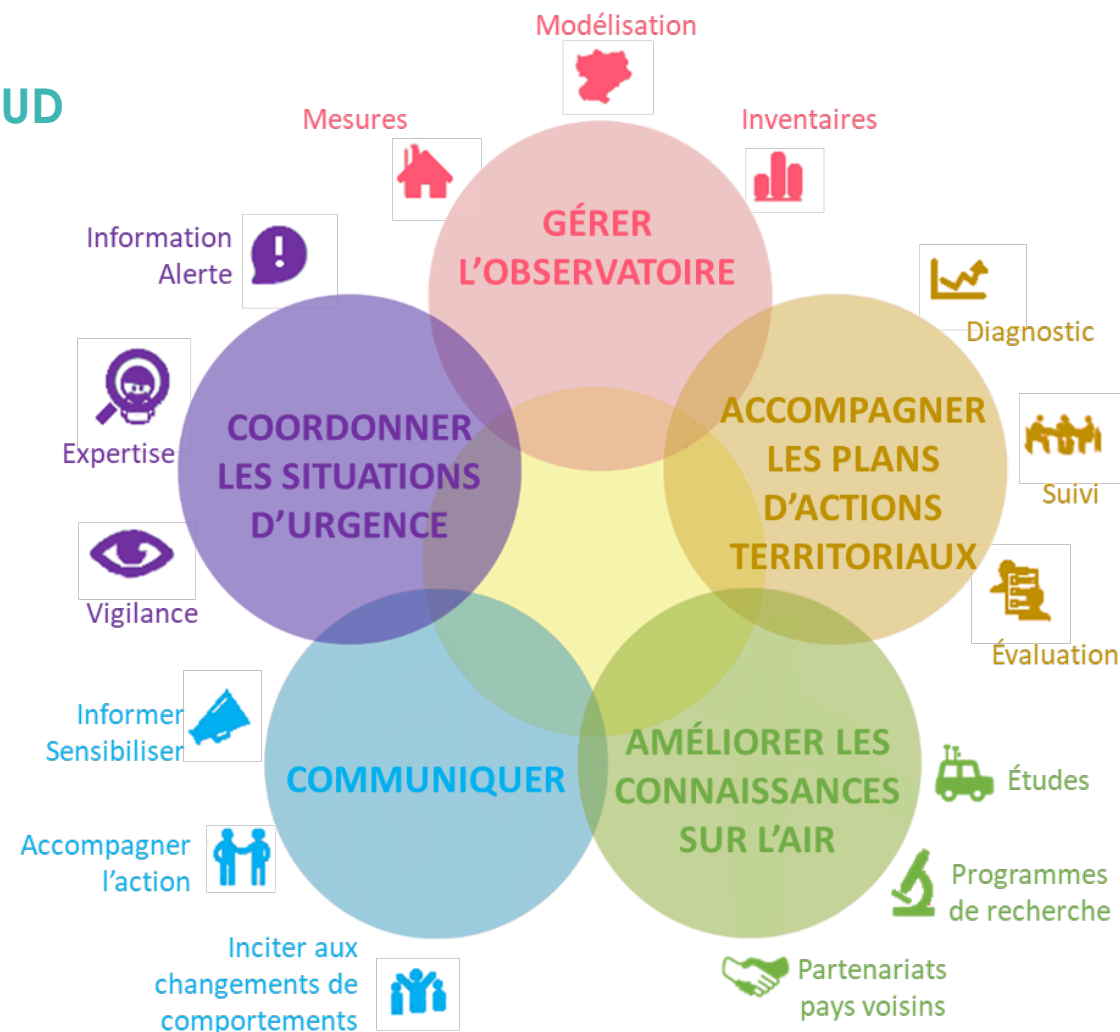 UD
Modélisation
Mesures
Inventaires
GÉRER
L’OBSERVATOIRE
Information
Alerte
Expertise
Vigilance
COORDONNER
LES SITUATIONS
D’URGENCE
Diagnostic
Suivi
Évaluation
ACCOMPAGNER
LES PLANS
D’ACTIONS
TERRITORIAUX
Informer
Sensibiliser
Accompagner
l’action
Inciter aux
changements de
comportements
COMMUNIQUER
AMÉLIORER LES
CONNAISSANCES
SUR L’AIR
Études
Programmes
de recherche
Partenariats
pays voisins